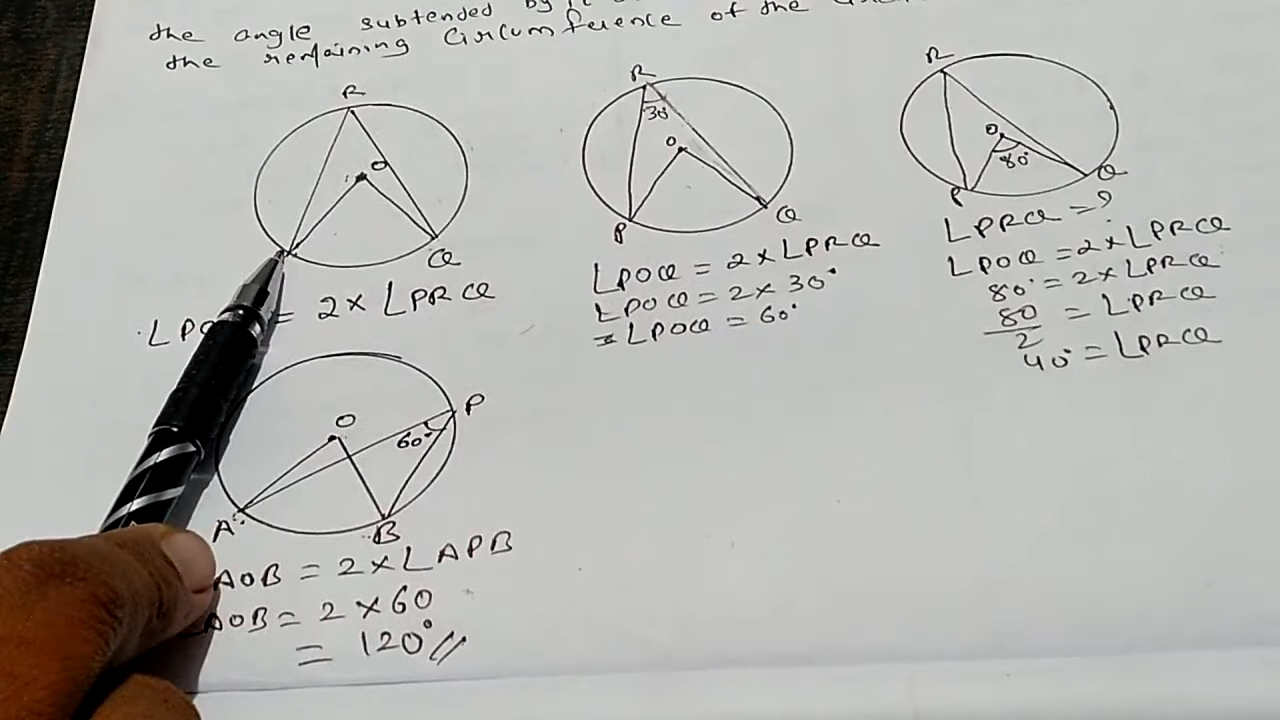 the angle subtended by
the remaining circumference of the
R
O
Q
∠PO = 2 × ∠PRQ
R
30
O
P
Q
∠POQ = 2 × ∠PRQ
∠POQ = 2 × 30°
∠POQ = 60°
R
O
80°
P
Q
∠PRQ = ?
∠POQ = 2 × ∠PRQ
80° = 2 × ∠PRQ
80/2 = ∠PRQ
40° = ∠PRQ
O
P
60°
A
B
AOB = 2 × ∠APB
AOB = 2 × 60
= 120° //